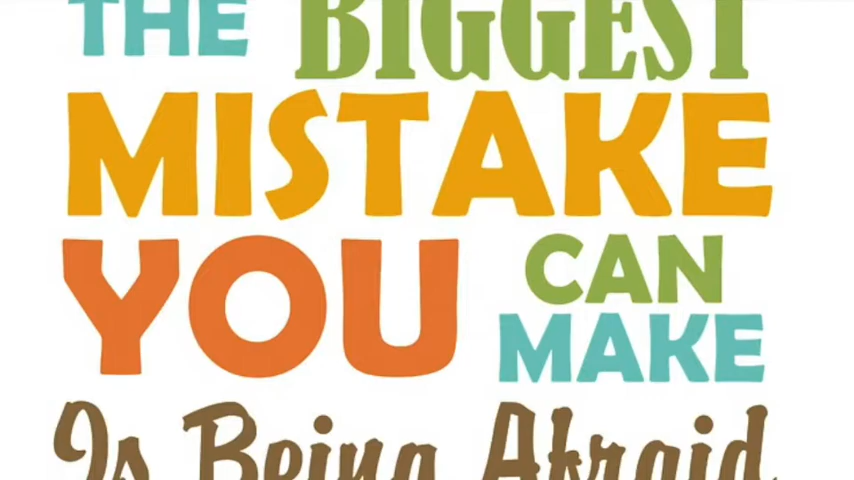 THE BIGGEST
MISTAKE
YOU CAN
MAKE
Is Being Afraid